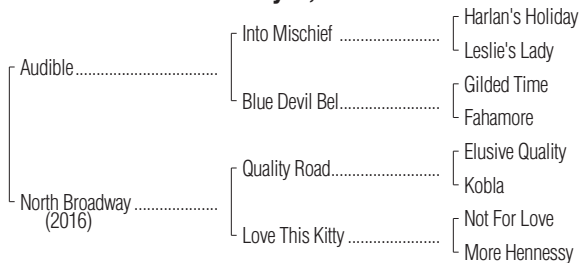 Harlan's Holiday
Into Mischief ....................
Leslie's Lady
Audible.............................
Gilded Time
Blue Devil Bel....................
Fahamore
Elusive Quality
Quality Road......................
Kobla
North Broadway .................
(2016)
Not For Love
Love This Kitty ..................
More Hennessy